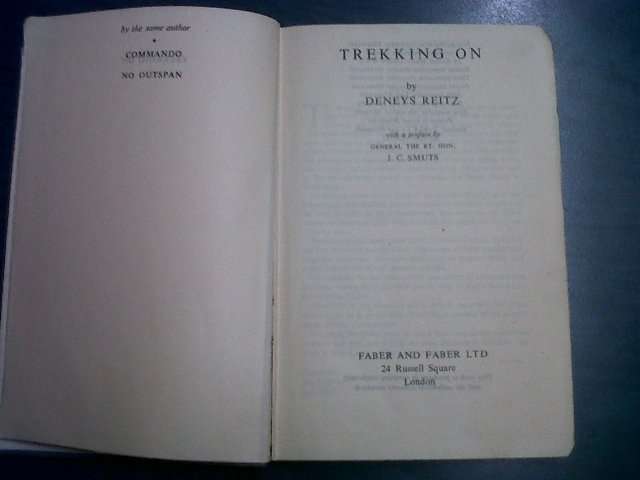 by the same author
*
COMMANDO
NO OUTSPAN
TREKKING ON
by
DENEYS REITZ
with a preface by
GENERAL THE RT. HON.
J. C. SMUTS
FABER AND FABER LTD
24 Russell Square
London